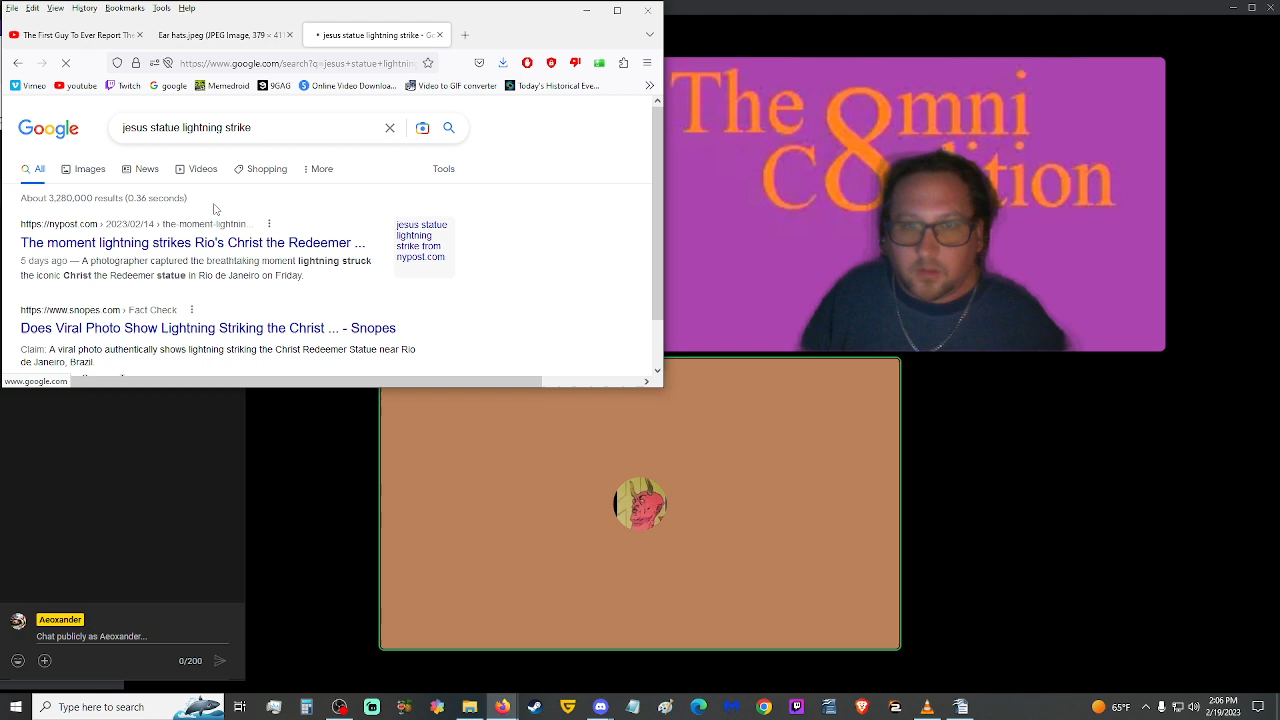 File Edit View History Bookmarks Tools Help
The First Guy To Ever Report The
Ear hats.jpeg (JPEG Image, 379 × 411
jesus statue lightning strike - Go
https://www.google.com/search?q=jesus+statue+lightning
Vimeo youtube Twitch google Memedroid 9GAG Online Video Downloa... Video to GIF converter Today's Historical Eve...
Google jesus statue lightning strike
All Images News Videos Shopping More Tools
About 3,280,000 results (0.36 seconds)
https://nypost.com › 2023/02/14 › the-moment-lightnin...
The moment lightning strikes Rio's Christ the Redeemer ...
5 days ago — A photographer captured the breathtaking moment lightning struck
the iconic Christ the Redeemer statue in Rio de Janeiro on Friday.
jesus statue
lightning
strike from
nypost.com
https://www.snopes.com › Fact Check
Does Viral Photo Show Lightning Striking the Christ ... - Snopes
Claim: A viral photo authentically shows lightning striking the Christ Redeemer Statue near Rio
de Janeiro, Brazil.
www.google.com
The 8mni
C8 tion
Aeoxander
Chat publicly as Aeoxander...
0/200
Type here to search
65°F
2:06 PM
2/19/2023